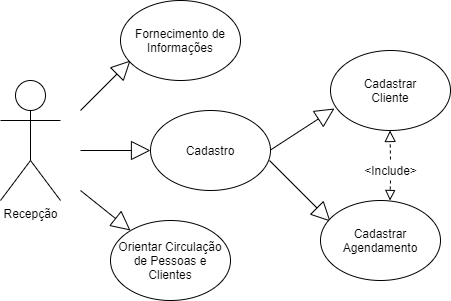 Fornecimento de
Informações
Cadastrar
Cliente
Cadastro
<Include>
Recepção
Cadastrar
Agendamento
Orientar Circulação
de Pessoas e
Clientes